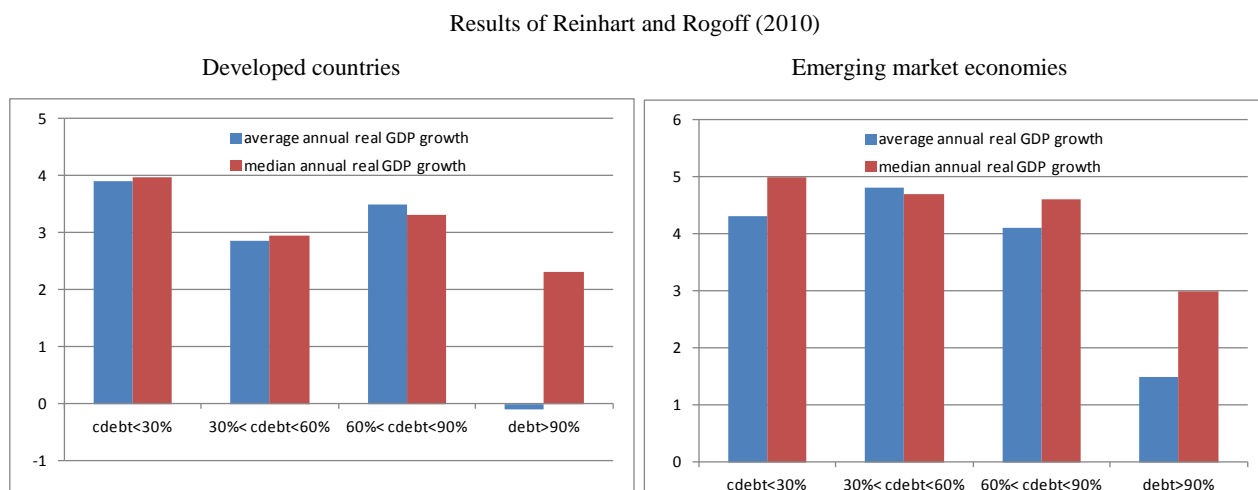 Results of Reinhart and Rogoff (2010)
Developed countries
Emerging market economies
5
4
3
2
1
0
-1
average annual real GDP growth
median annual real GDP growth
cdebt<30% 30%< cdebt<60% 60%< cdebt<90% debt>90%
6
5
4
3
2
1
0
average annual real GDP growth
median annual real GDP growth
cdebt<30% 30%< cdebt<60% 60%< cdebt<90% debt>90%